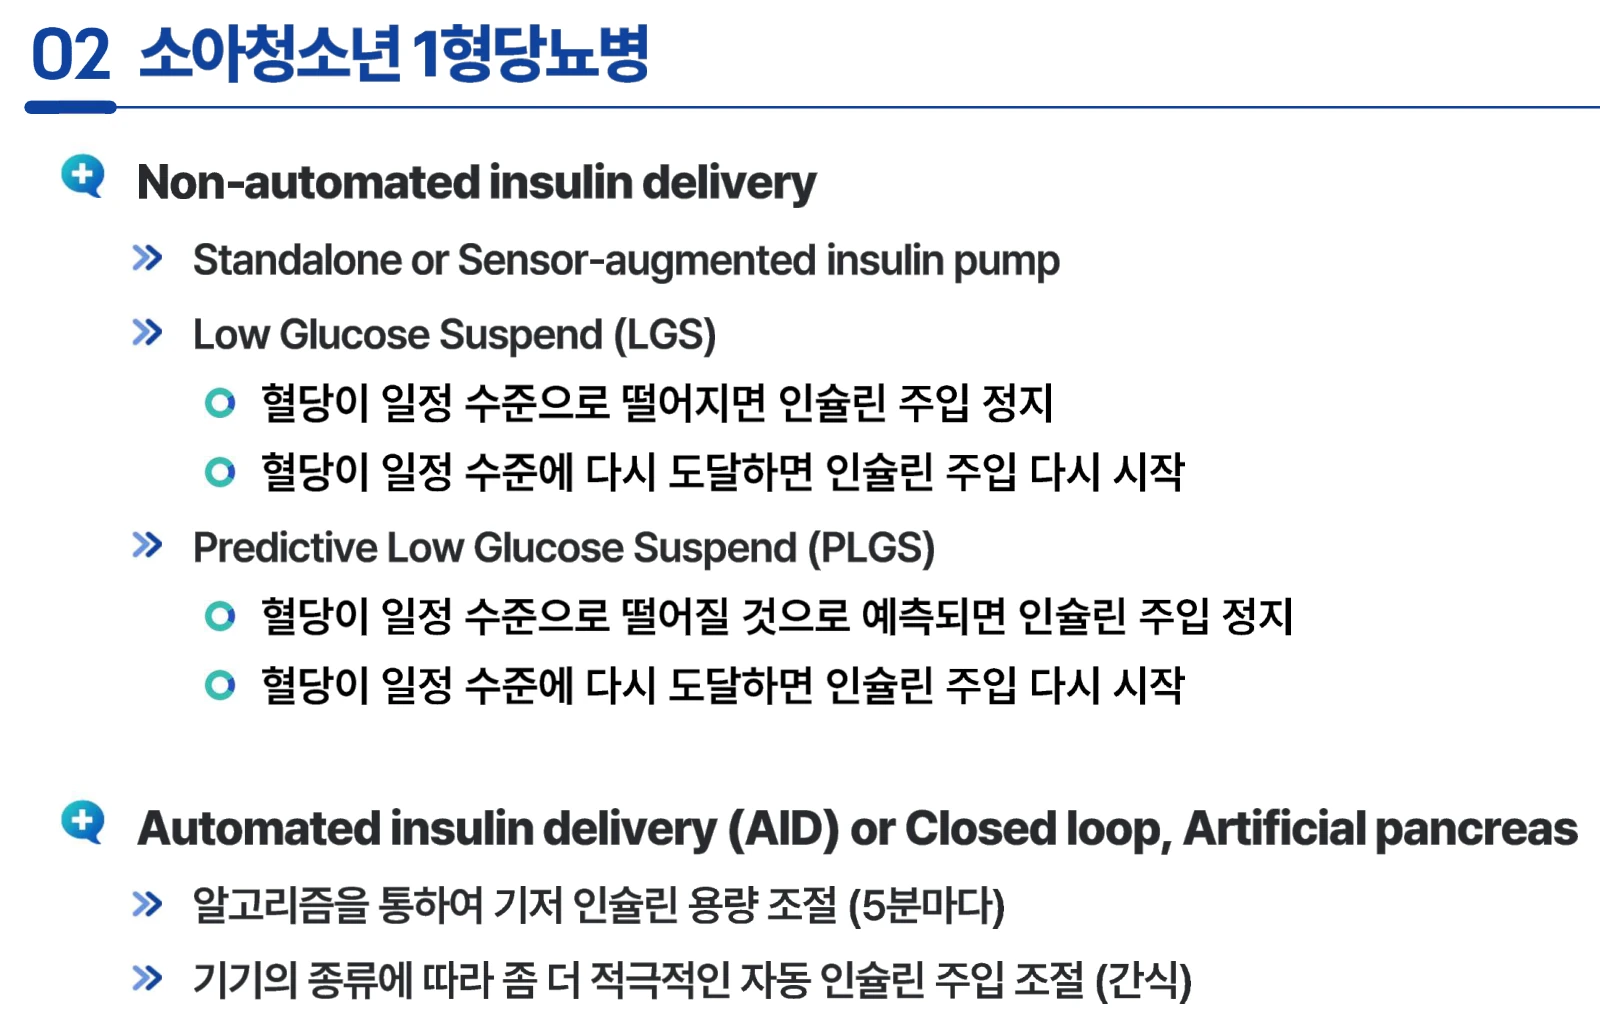 02 소아청소년 1형당뇨병
Non-automated insulin delivery
Standalone or Sensor-augmented insulin pump
Low Glucose Suspend (LGS)
혈당이 일정 수준으로 떨어지면 인슐린 주입 정지
혈당이 일정 수준에 다시 도달하면 인슐린 주입 다시 시작
Predictive Low Glucose Suspend (PLGS)
혈당이 일정 수준으로 떨어질 것으로 예측되면 인슐린 주입 정지
혈당이 일정 수준에 다시 도달하면 인슐린 주입 다시 시작
Automated insulin delivery (AID) or Closed loop, Artificial pancreas
알고리즘을 통하여 기저 인슐린 용량 조절 (5분마다)
기기의 종류에 따라 좀 더 적극적인 자동 인슐린 주입 조절 (간식)